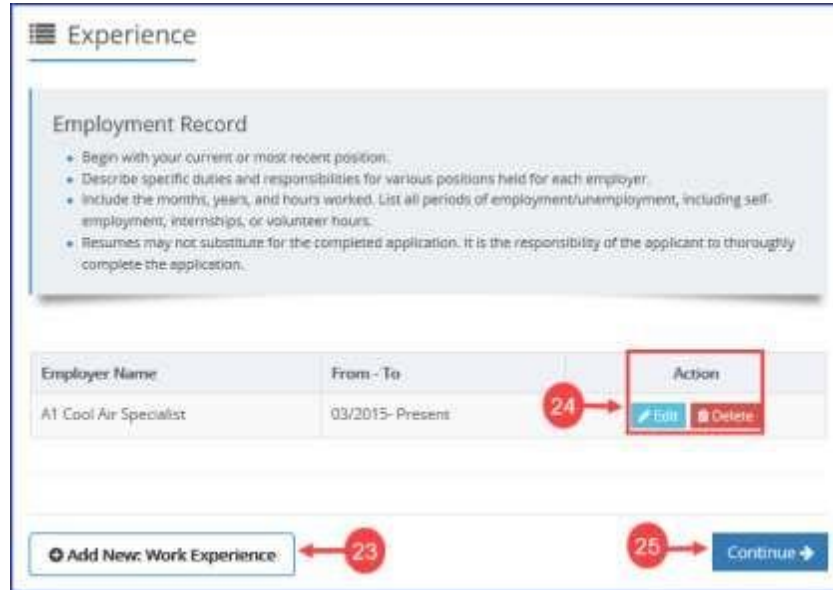 Experience
Employment Record
Begin with your current or most recent position.
Describe specific duties and responsibilities for various positions held for each employer.
Include the months, years, and hours worked. List all periods of employment/unemployment, including self-
employment, internships, or volunteer hours.
Resumes may not substitute for the completed application. It is the responsibility of the applicant to thoroughly
complete the application.
Employer Name From - To Action
A1 Cool Air Specialist 03/2015- Present 24 Edit Delete
Add New: Work Experience 23 25 Continue